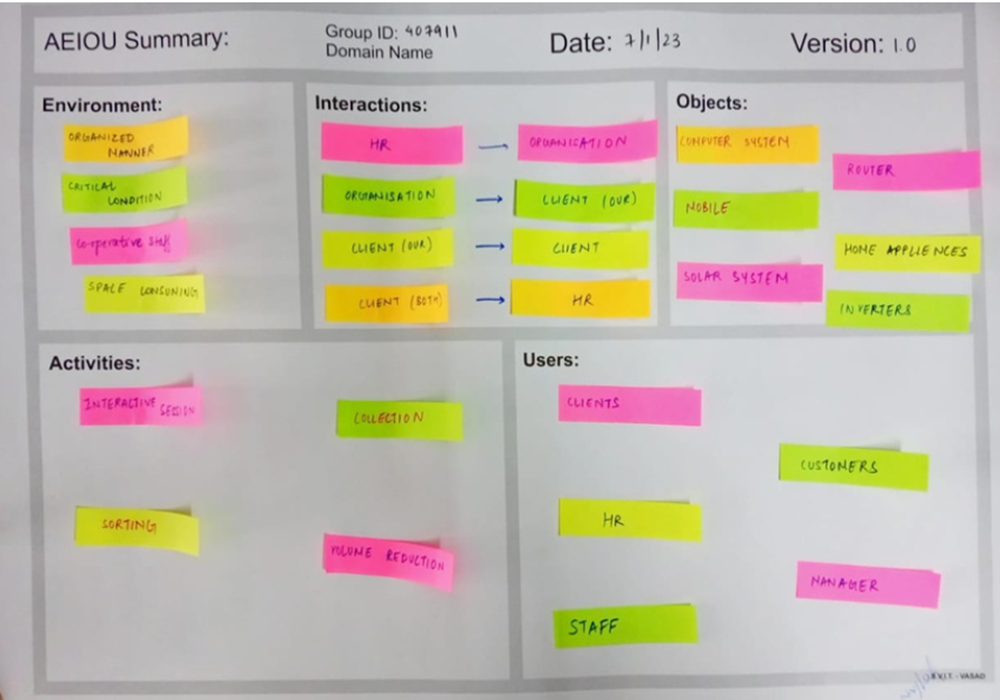 AEIOU Summary:
Group ID: 407911
Domain Name
Date: 7/1/23
Version: 1.0
Environment:
ORGANIZED
MANNER
CRITICAL
CONDITION
Co-operative Staff
SPACE CONSUMING
Interactions:
HR → ORGANISATION
ORGANISATION → CLIENT (OUR)
CLIENT (OUR) → CLIENT
CLIENT (BOTH) → HR
Objects:
COMPUTER SYSTEM
ROUTER
MOBILE
HOME APPLIENCES
SOLAR SYSTEM
INVERTERS
Activities:
INTERACTIVE
SESSION
COLLECTION
SORTING
VOLUME REDUCTION
Users:
CLIENTS
CUSTOMERS
HR
MANAGER
STAFF
- VASAD